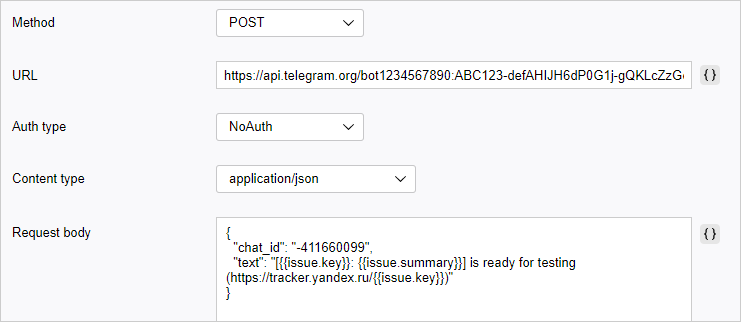 Method POST
URL https://api.telegram.org/bot1234567890:ABC123-defAHIJH6dP0G1j-gQKLcZzG {}
Auth type NoAuth
Content type application/json
Request body {}
{
"chat_id": "-411660099",
"text": "[{{issue.key}}: {{issue.summary}}] is ready for testing
(https://tracker.yandex.ru/{{issue.key}})"
}